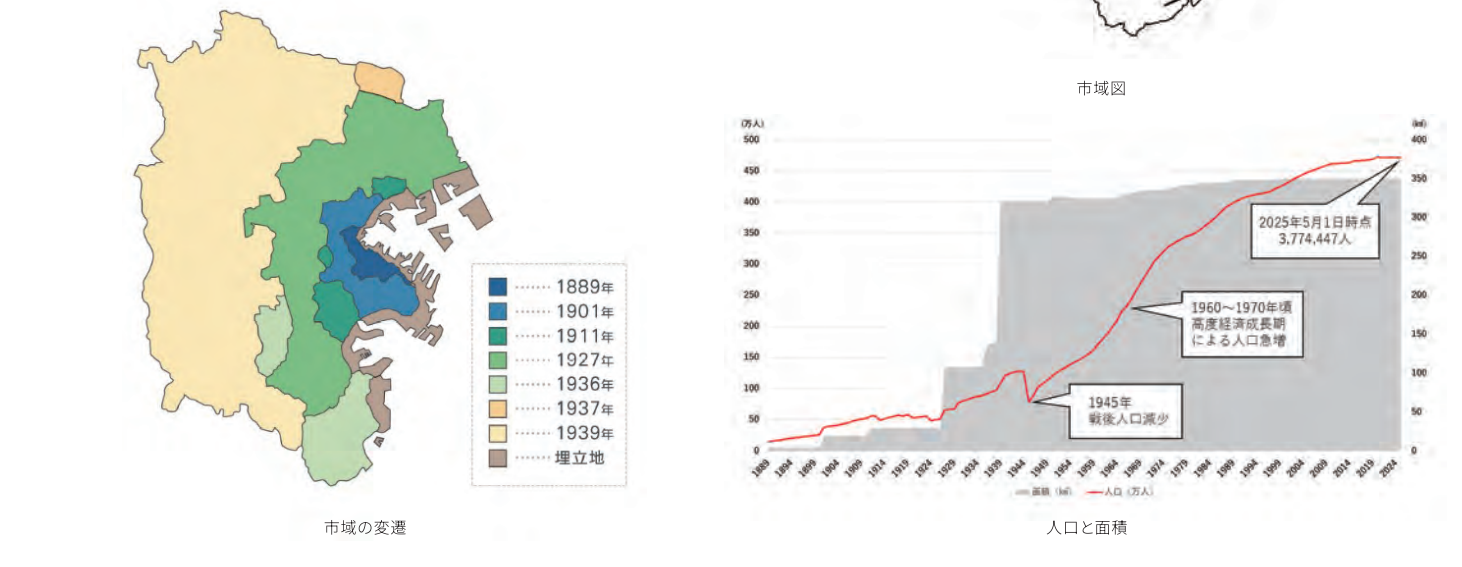 1889年
1901年
1911年
1927年
1936年
1937年
1939年
埋立地
市域の変遷
市域図
(万人)
500
450
400
350
300
250
200
150
100
50
0
(㎢)
400
350
300
250
200
150
100
50
0
2025年5月1日時点
3,774,447人
1960〜1970年頃
高度経済成長期
による人口急増
1945年
戦後人口減少
1889 1894 1899 1904 1909 1914 1919 1924 1929 1934 1939 1944 1949 1954 1959 1964 1969 1974 1979 1984 1989 1994 1999 2004 2009 2014 2019 2024
面積（㎢） 人口（万人）
人口と面積